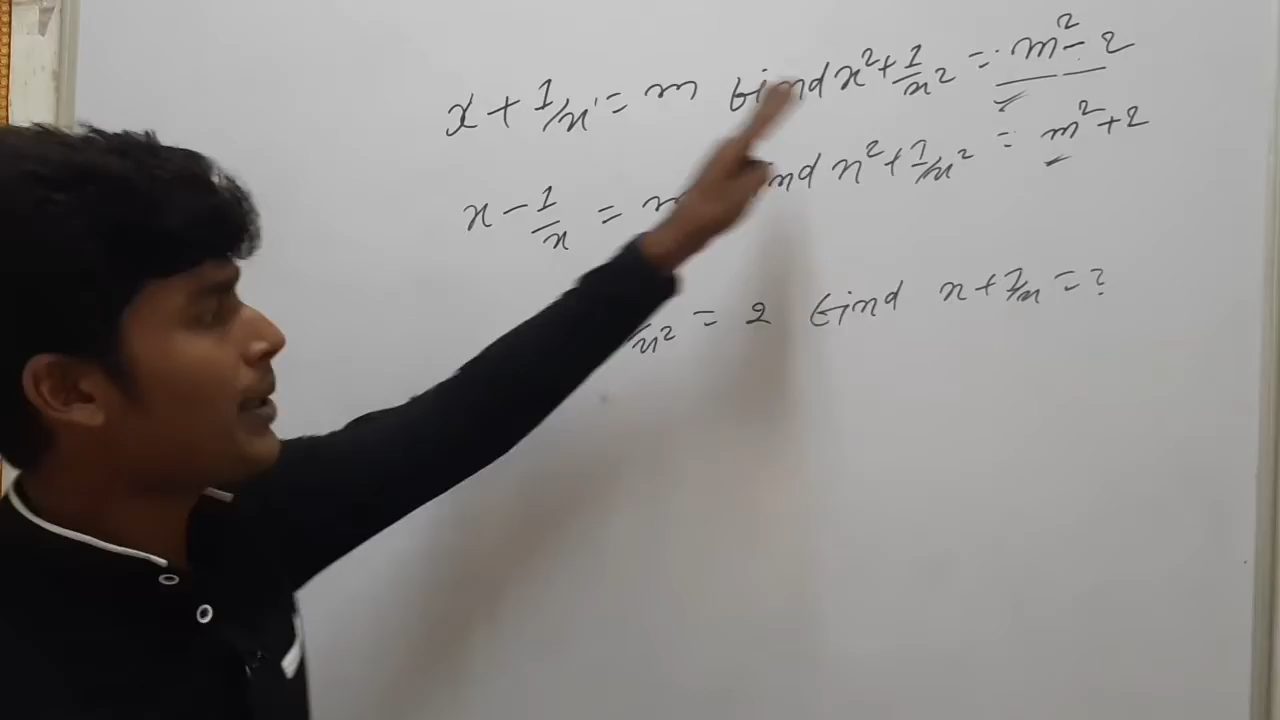 x + 1/x = m find x² + 1/x² = m² - 2
x - 1/x = m find x² + 1/x² = m² + 2
/x² = 2 find x + 1/x = ?